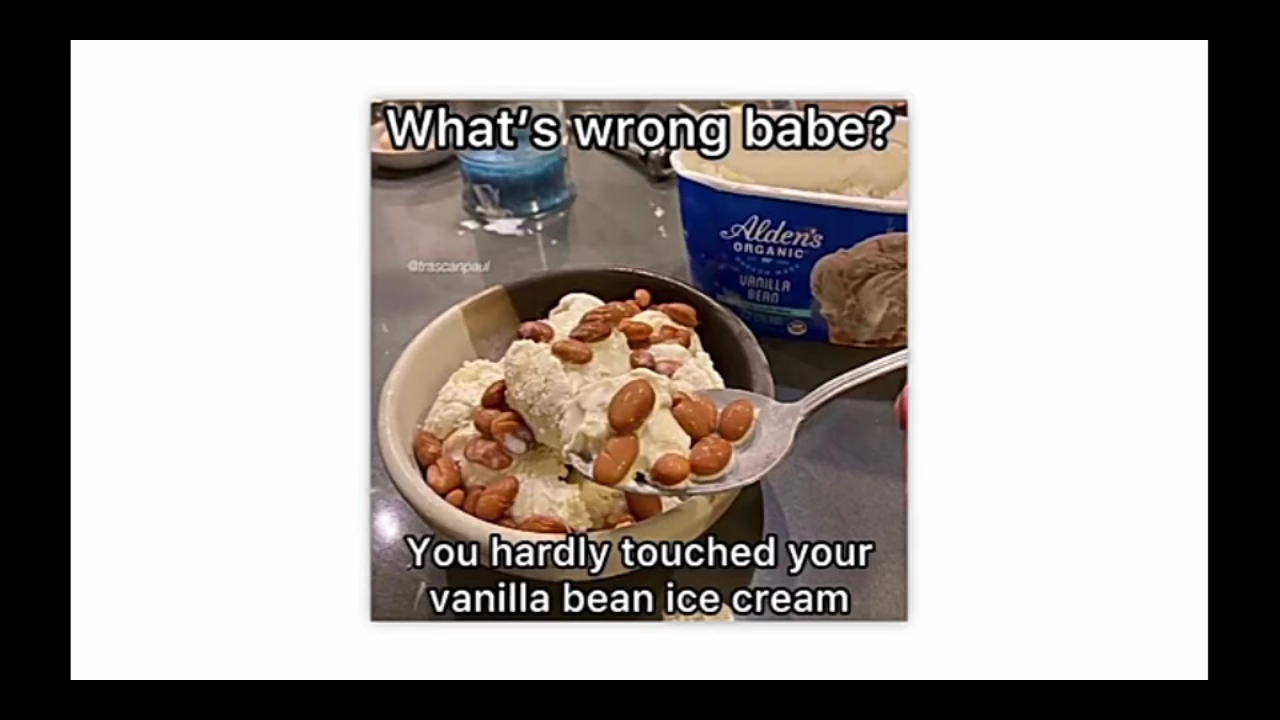 What's wrong babe?
@trascanpaul
Alden's
ORGANIC
VANILLA
BEAN
You hardly touched your
vanilla bean ice cream